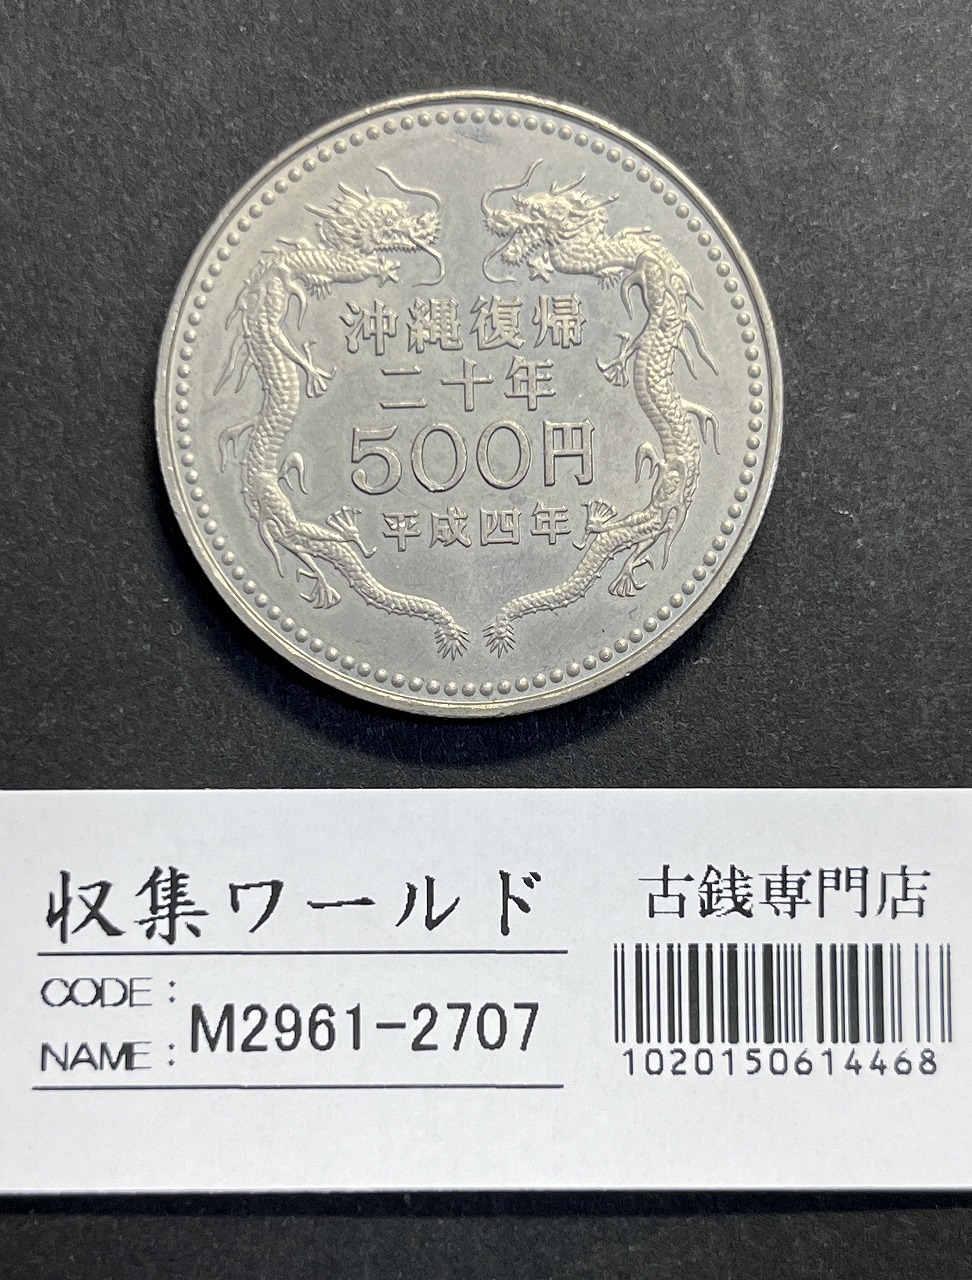 沖縄復帰
二十年
500円
平成四年
収集ワールド
古銭専門店
CODE:
NAME:
M2961-2707
1020150614468